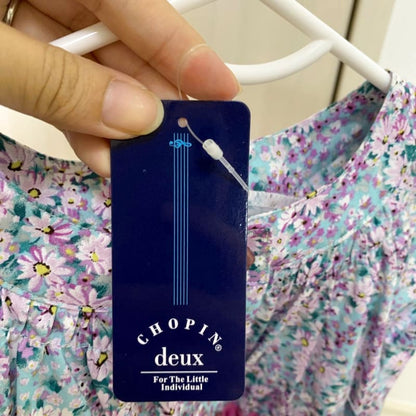 CHOPIN®
deux
For The Little
Individual